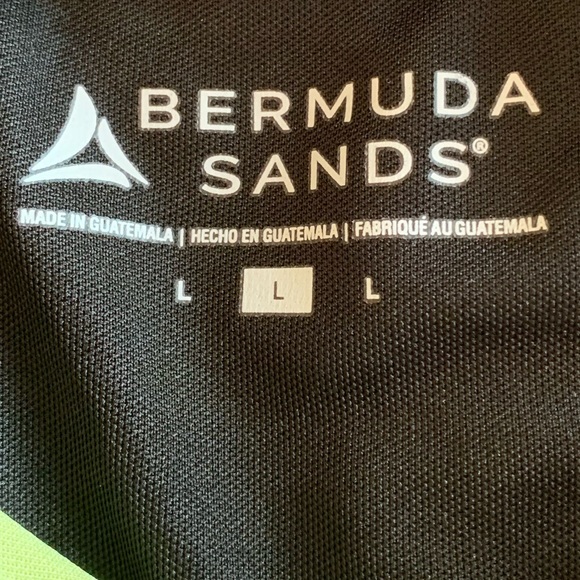 BERMUDA
SANDS®
MADE IN GUATEMALA | HECHO EN GUATEMALA | FABRIQUÉ AU GUATEMALA
L L L